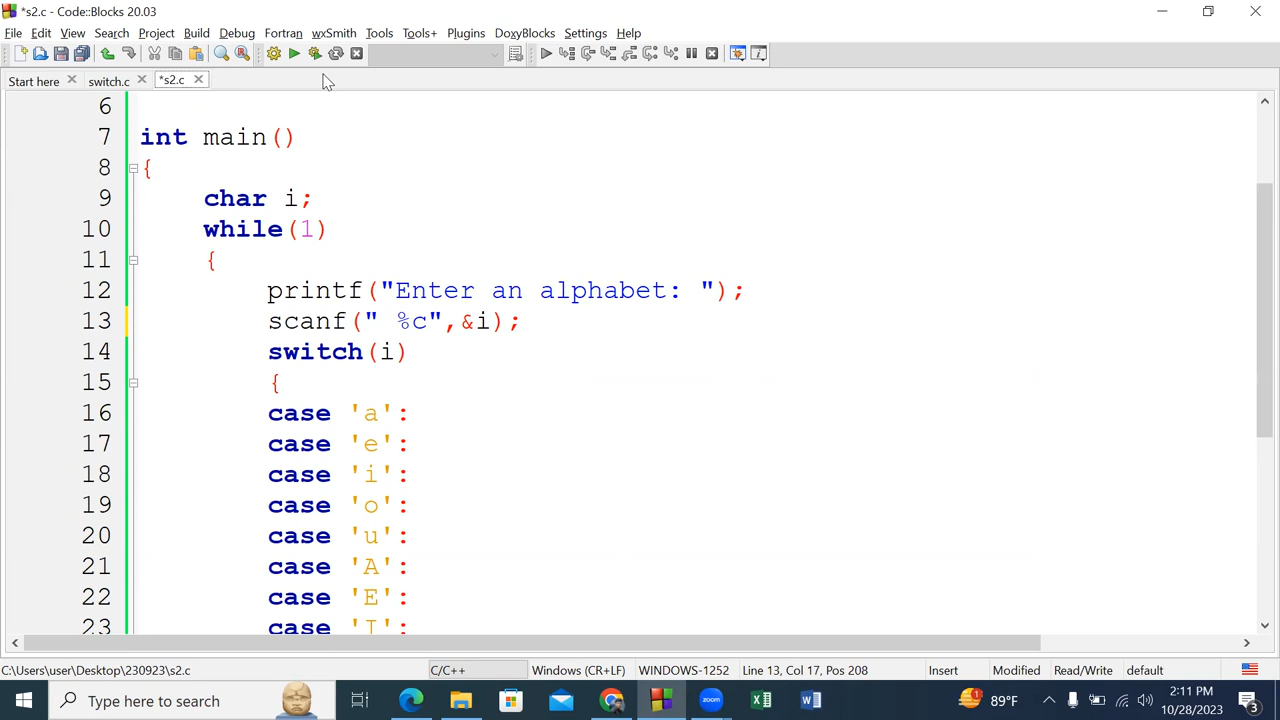 *s2.c - Code::Blocks 20.03
File Edit View Search Project Build Debug Fortran wxSmith Tools Tools+ Plugins DoxyBlocks Settings Help
Start here switch.c *s2.c
6
7 int main()
8 {
9 char i;
10 while(1)
11 {
12 printf("Enter an alphabet: ");
13 scanf(" %c",&i);
14 switch(i)
15 {
16 case 'a':
17 case 'e':
18 case 'i':
19 case 'o':
20 case 'u':
21 case 'A':
22 case 'E':
23 case 'I':
C:\Users\user\Desktop\230923\s2.c C/C++ Windows (CR+LF) WINDOWS-1252 Line 13, Col 17, Pos 208 Insert Modified Read/Write default
Type here to search zoom 1 89°F 2:11 PM
10/28/2023 3